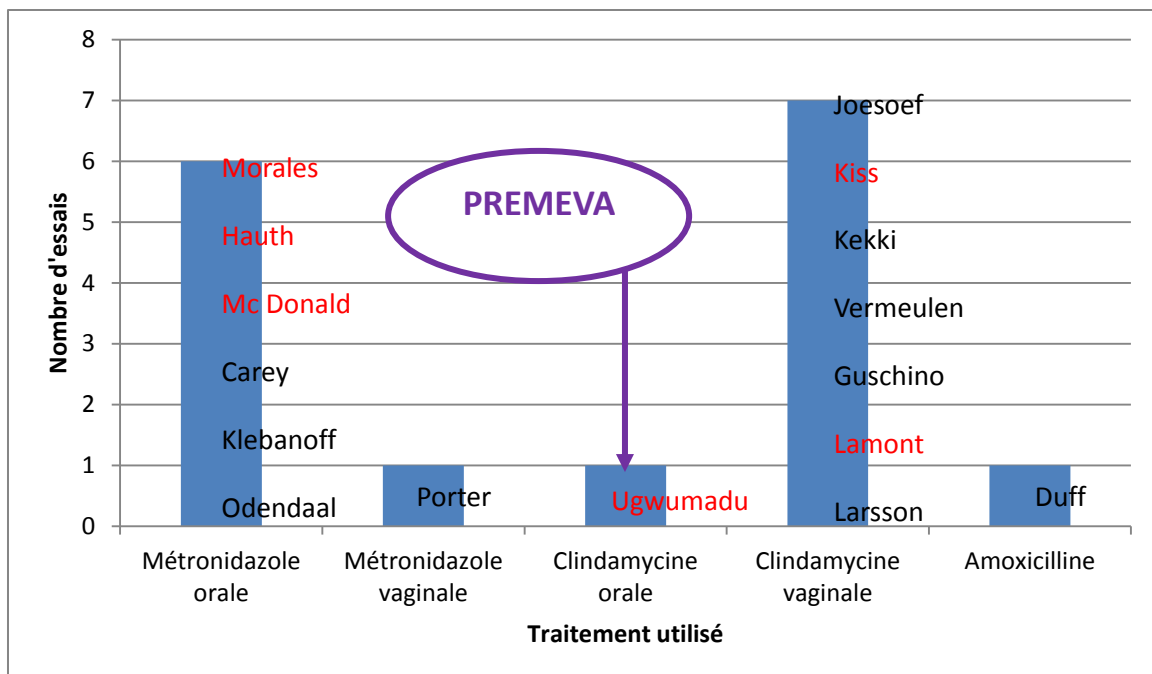 Nombre d'essais
8
7
6
5
4
3
2
1
0
Morales
Hauth
Mc Donald
Carey
Klebanoff
Odendaal
Porter
PREMEVA
Ugwumadu
Joesoef
Kiss
Kekki
Vermeulen
Guschino
Lamont
Larsson
Duff
Métronidazole
orale
Métronidazole
vaginale
Clindamycine
orale
Clindamycine
vaginale
Amoxicilline
Traitement utilisé